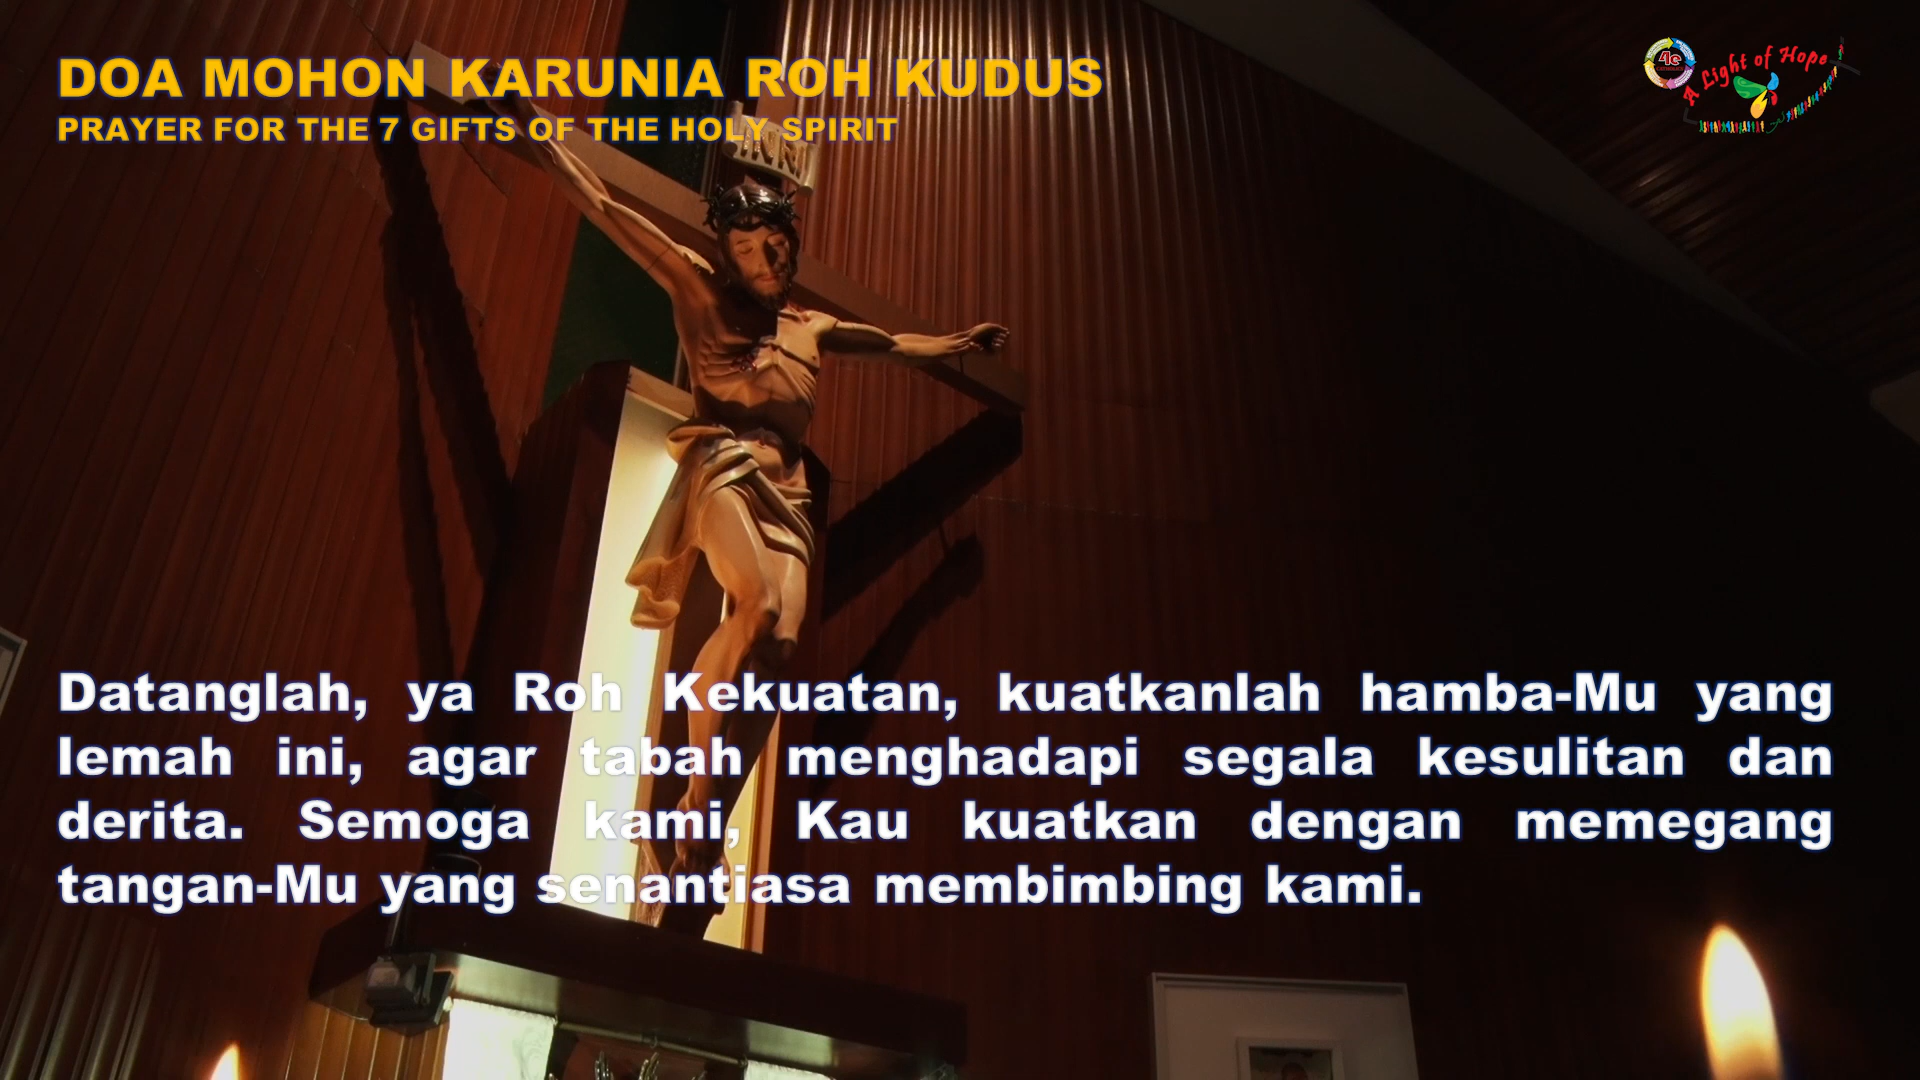 DOA MOHON KARUNIA ROH KUDUS
PRAYER FOR THE 7 GIFTS OF THE HOLY SPIRIT
INRI
4e
A Light of Hope
Datanglah, ya Roh Kekuatan, kuatkanlah hamba-Mu yang
lemah ini, agar tabah menghadapi segala kesulitan dan
derita. Semoga kami, Kau kuatkan dengan memegang
tangan-Mu yang senantiasa membimbing kami.